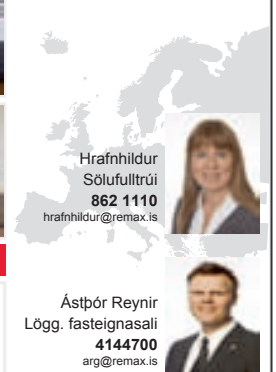 Hrafnhildur
Sölufulltrúi
862 1110
hrafnhildur@remax.is
Ástþór Reynir
Lögg. fasteignasali
4144700
arg@remax.is